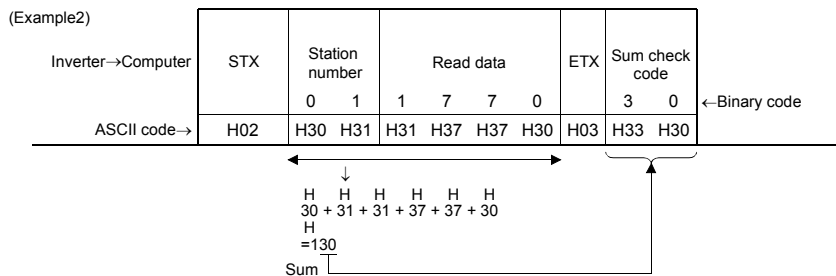 (Example2)
Inverter→Computer STX Station number Read data ETX Sum check code
0 1 1 7 7 0 3 0 ←Binary code
ASCII code→ H02 H30 H31 H31 H37 H37 H30 H03 H33 H30
↓
H H H H H H
30 + 31 + 31 + 37 + 37 + 30
H
=130
Sum